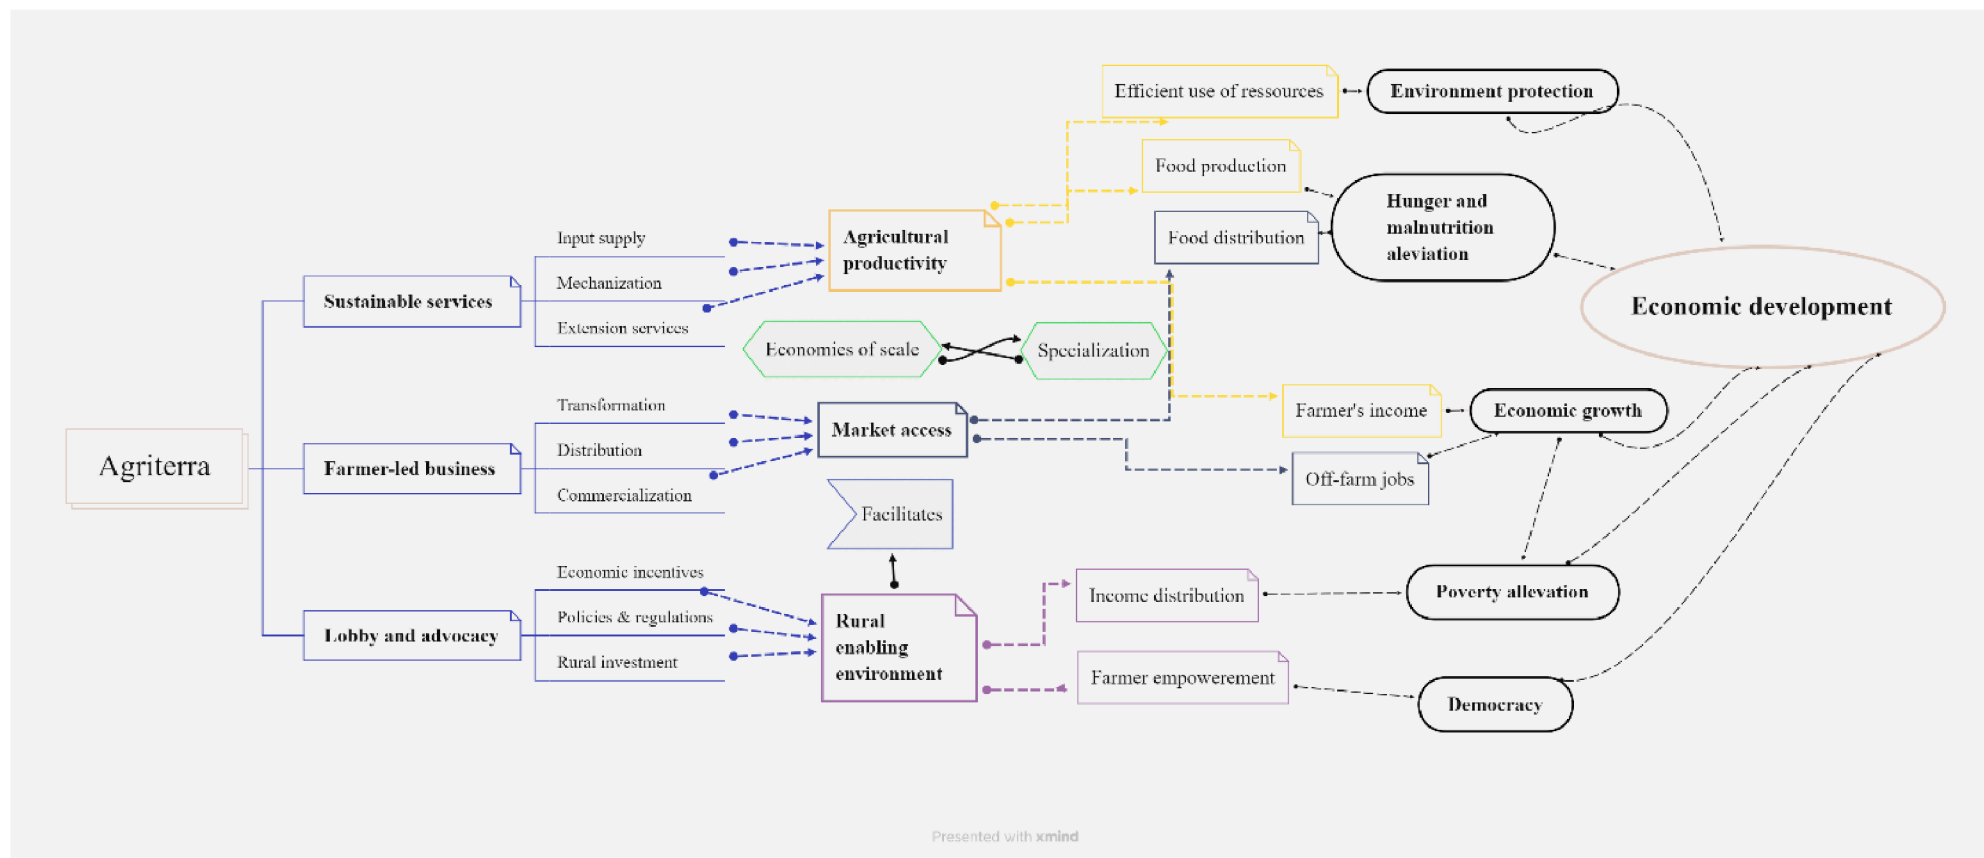 Agriterra
Sustainable services
Input supply
Mechanization
Extension services
Farmer-led business
Transformation
Distribution
Commercialization
Lobby and advocacy
Economic incentives
Policies & regulations
Rural investment
Agricultural
productivity
Economies of scale
Specialization
Market access
Facilitates
Rural
enabling
environment
Efficient use of ressources
Food production
Food distribution
Farmer's income
Off-farm jobs
Income distribution
Farmer empowerement
Environment protection
Hunger and
malnutrition
aleviation
Economic growth
Poverty allevation
Democracy
Economic development
Presented with xmind